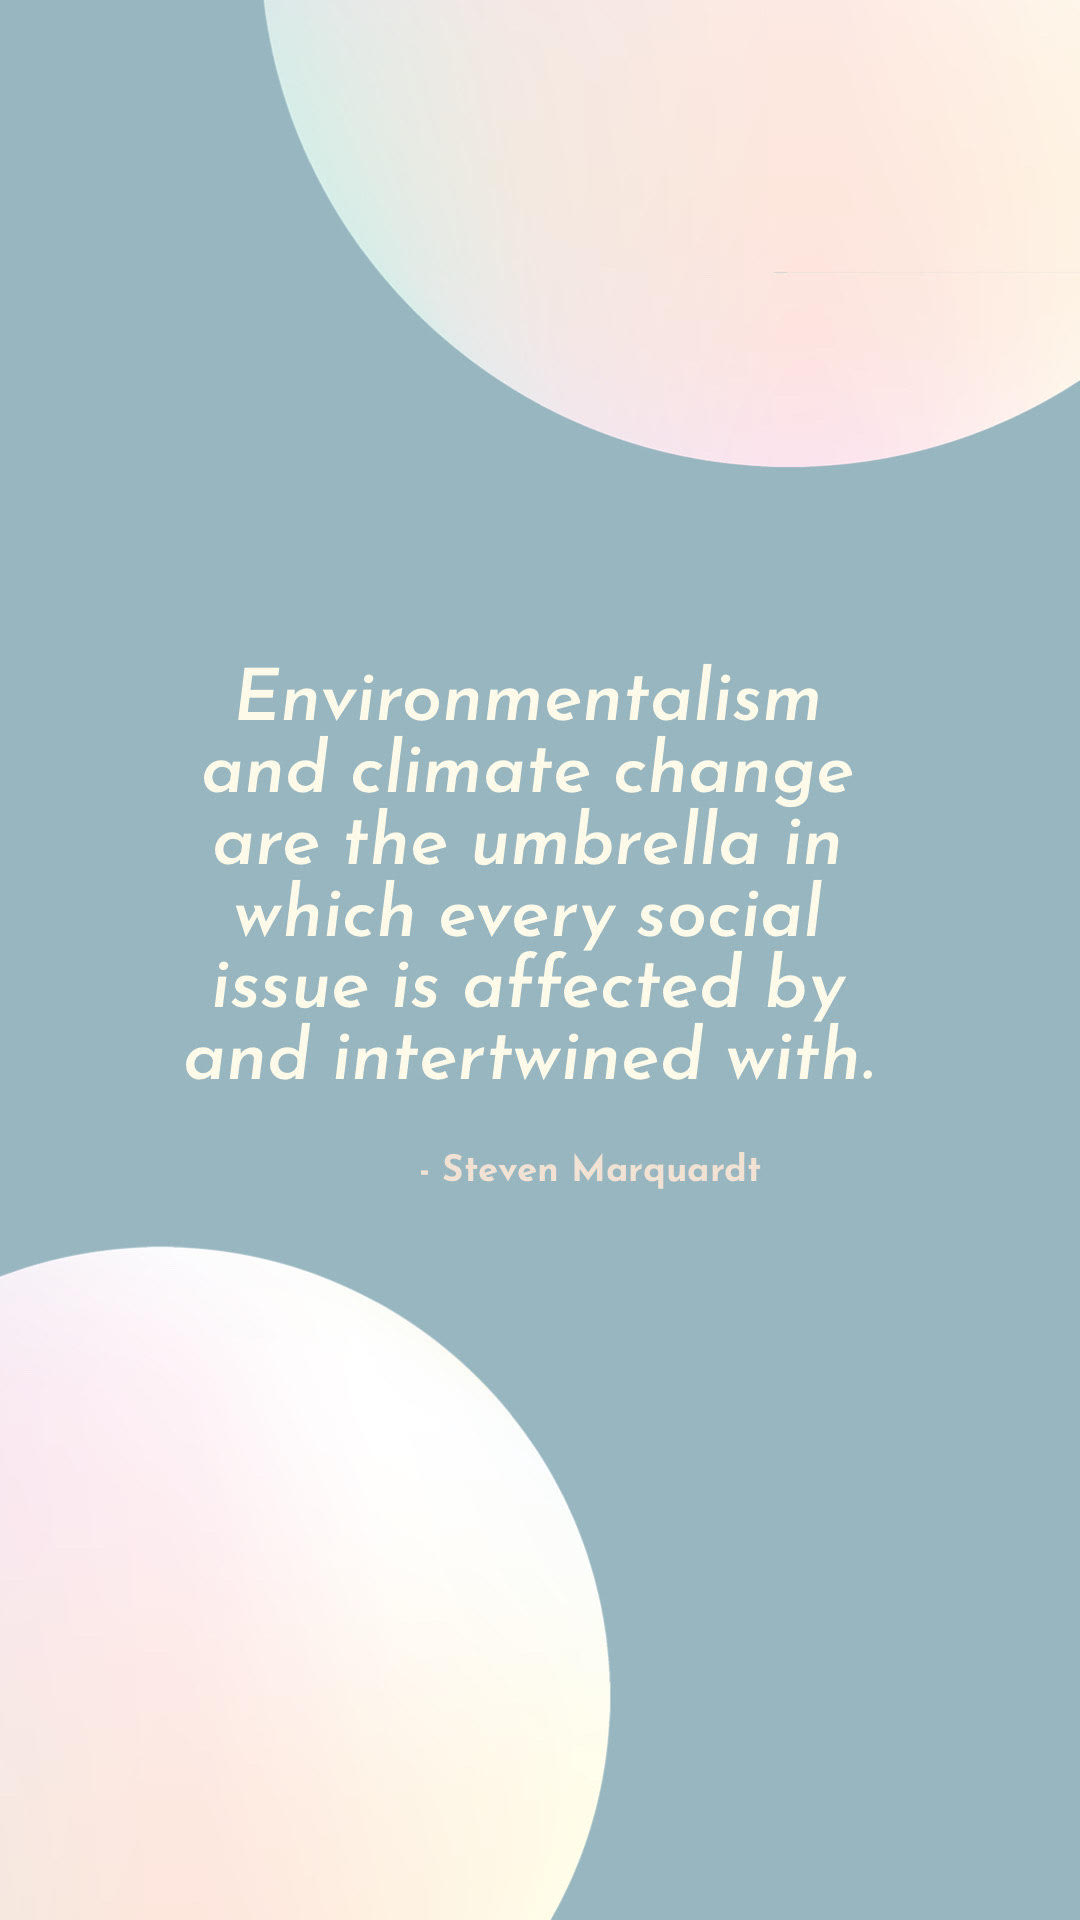 Environmentalism
and climate change
are the umbrella in
which every social
issue is affected by
and intertwined with.
- Steven Marquardt